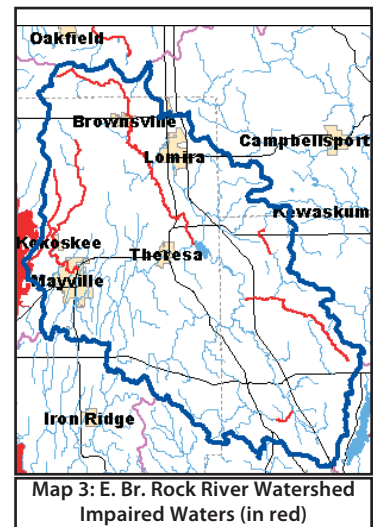 Oakfield
Brownsville
Campbellsport
Lomira
Kewaskum
Kekoskee
Theresa
Mayville
Iron Ridge
Map 3: E. Br. Rock River Watershed
Impaired Waters (in red)